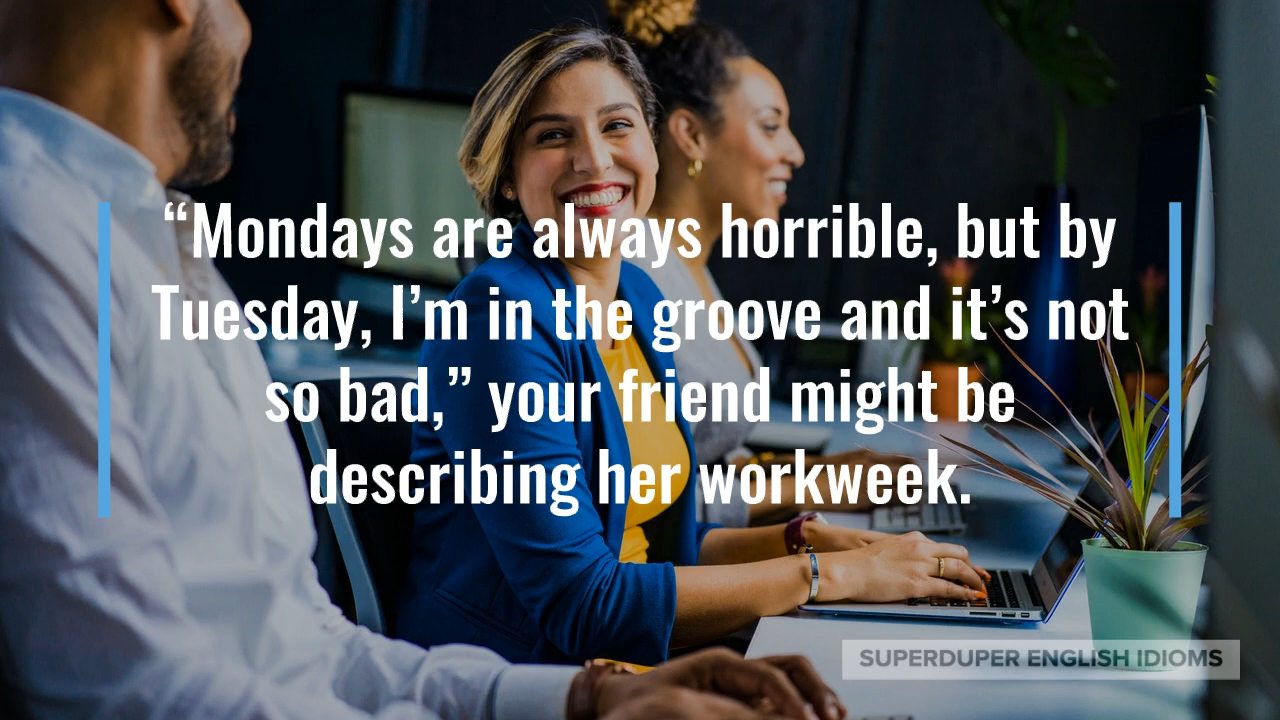 “Mondays are always horrible, but by
Tuesday, I’m in the groove and it’s not
so bad,” your friend might be
describing her workweek.
SUPERDUPER ENGLISH IDIOMS